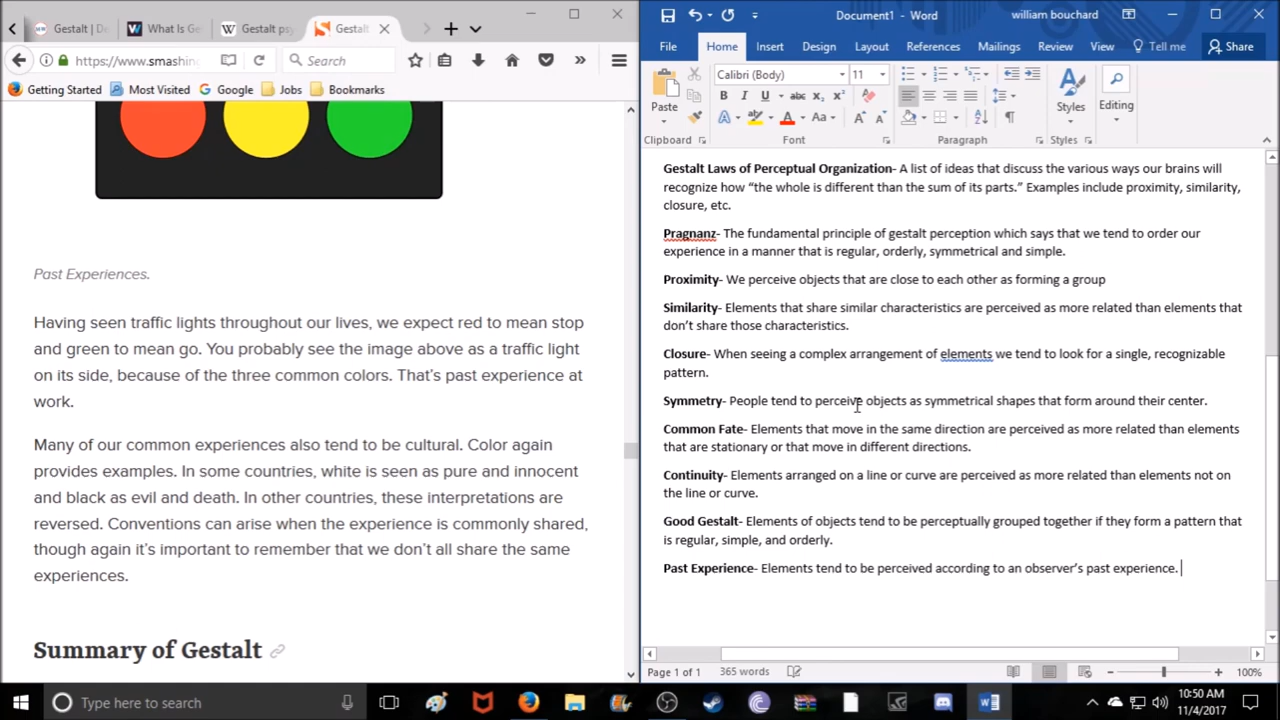 Gestalt | De
What Is Ge
Gestalt psy
Gestalt
https://www.smashing
Search
Getting Started
Most Visited
Google
Jobs
Bookmarks
Past Experiences.
Having seen traffic lights throughout our lives, we expect red to mean stop
and green to mean go. You probably see the image above as a traffic light
on its side, because of the three common colors. That's past experience at
work.
Many of our common experiences also tend to be cultural. Color again
provides examples. In some countries, white is seen as pure and innocent
and black as evil and death. In other countries, these interpretations are
reversed. Conventions can arise when the experience is commonly shared,
though again it's important to remember that we don't all share the same
experiences.
Summary of Gestalt
Document1 - Word
william bouchard
File
Home
Insert
Design
Layout
References
Mailings
Review
View
Tell me
Share
Paste
Calibri (Body)
11
B I U abc x₂ x²
A Aa A A
Styles
Editing
Clipboard
Font
Paragraph
Styles
Gestalt Laws of Perceptual Organization- A list of ideas that discuss the various ways our brains will
recognize how “the whole is different than the sum of its parts.” Examples include proximity, similarity,
closure, etc.
Pragnanz- The fundamental principle of gestalt perception which says that we tend to order our
experience in a manner that is regular, orderly, symmetrical and simple.
Proximity- We perceive objects that are close to each other as forming a group
Similarity- Elements that share similar characteristics are perceived as more related than elements that
don’t share those characteristics.
Closure- When seeing a complex arrangement of elements we tend to look for a single, recognizable
pattern.
Symmetry- People tend to perceive objects as symmetrical shapes that form around their center.
Common Fate- Elements that move in the same direction are perceived as more related than elements
that are stationary or that move in different directions.
Continuity- Elements arranged on a line or curve are perceived as more related than elements not on
the line or curve.
Good Gestalt- Elements of objects tend to be perceptually grouped together if they form a pattern that
is regular, simple, and orderly.
Past Experience- Elements tend to be perceived according to an observer’s past experience.
Page 1 of 1
365 words
100%
Type here to search
10:50 AM
11/4/2017